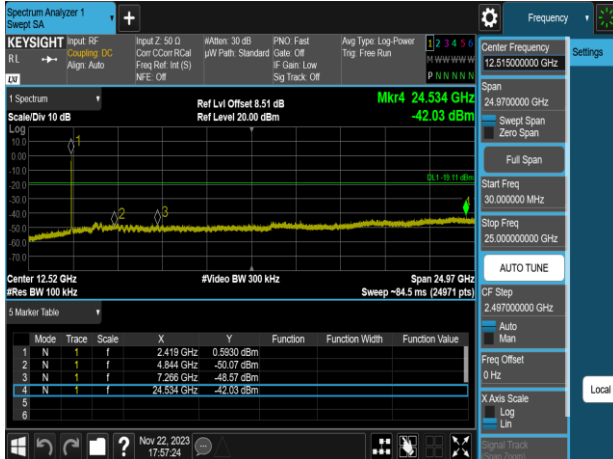 Spectrum Analyzer 1
Swept SA
+
Frequency
KEYSIGHT
RL
Input: RF
Coupling: DC
Align: Auto
Input Z: 50 Ω
Corr CCorr RCal
Freq Ref: Int (S)
NFE: Off
#Atten: 30 dB
µW Path: Standard
PNO: Fast
Gate: Off
IF Gain: Low
Sig Track: Off
Avg Type: Log-Power
Trig: Free Run
1 2 3 4 5 6
M W W W W W
P N N N N N
LXI
1 Spectrum
Scale/Div 10 dB
Ref Lvl Offset 8.51 dB
Ref Level 20.00 dBm
Mkr4 24.534 GHz
-42.03 dBm
Log
10.0
0.00
-10.0
-20.0
-30.0
-40.0
-50.0
-60.0
-70.0
1
2
3
DL1 -19.11 dBm
Center 12.52 GHz
#Res BW 100 kHz
#Video BW 300 kHz
Span 24.97 GHz
Sweep ~84.5 ms (24971 pts)
5 Marker Table
Mode Trace Scale X Y Function Function Width Function Value
1 N 1 f 2.419 GHz 0.5930 dBm
2 N 1 f 4.844 GHz -50.07 dBm
3 N 1 f 7.266 GHz -48.57 dBm
4 N 1 f 24.534 GHz -42.03 dBm
5
6
Nov 22, 2023
17:57:24
?
Center Frequency
12.515000000 GHz
Settings
Span
24.9700000 GHz
Swept Span
Zero Span
Full Span
Start Freq
30.000000 MHz
Stop Freq
25.000000000 GHz
AUTO TUNE
CF Step
2.497000000 GHz
Auto
Man
Freq Offset
0 Hz
Local
X Axis Scale
Log
Lin
Signal Track
(Span Zoom)